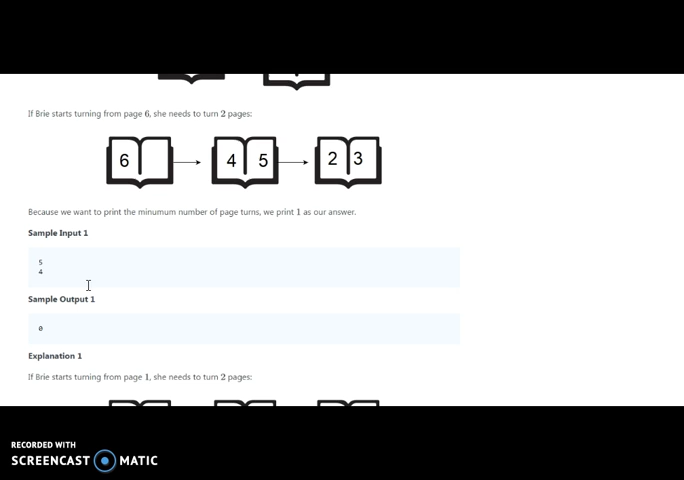 If Brie starts turning from page 6, she needs to turn 2 pages:
6 4 5 2 3
Because we want to print the minumum number of page turns, we print 1 as our answer.
Sample Input 1
5
4
Sample Output 1
0
Explanation 1
If Brie starts turning from page 1, she needs to turn 2 pages:
RECORDED WITH
SCREENCAST MATIC